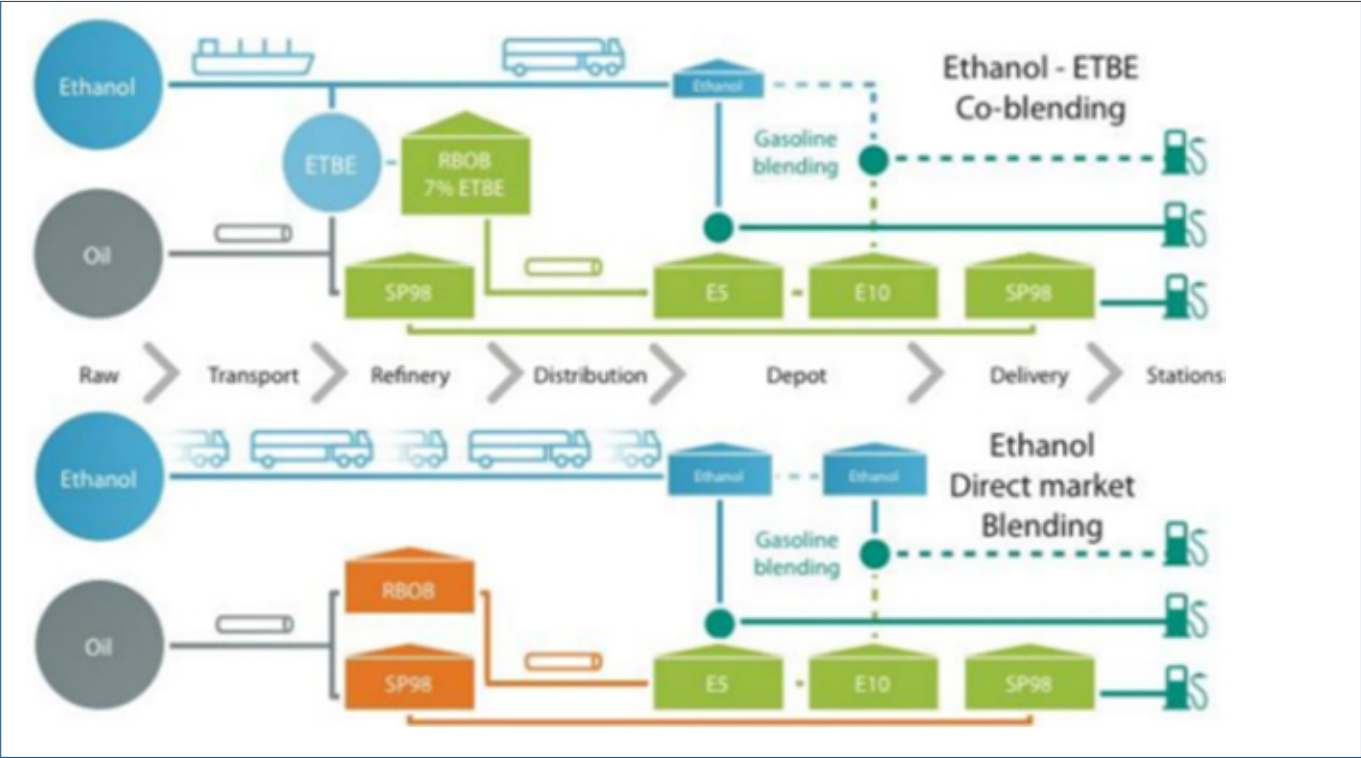 Ethanol
Ethanol
Ethanol - ETBE
Co-blending
ETBE
RBOB
7% ETBE
Gasoline
blending
Oil
SP98
E5
E10
SP98
Raw
Transport
Refinery
Distribution
Depot
Delivery
Stations
Ethanol
Ethanol
Ethanol
Ethanol
Direct market
Blending
Gasoline
blending
RBOB
Oil
SP98
E5
E10
SP98